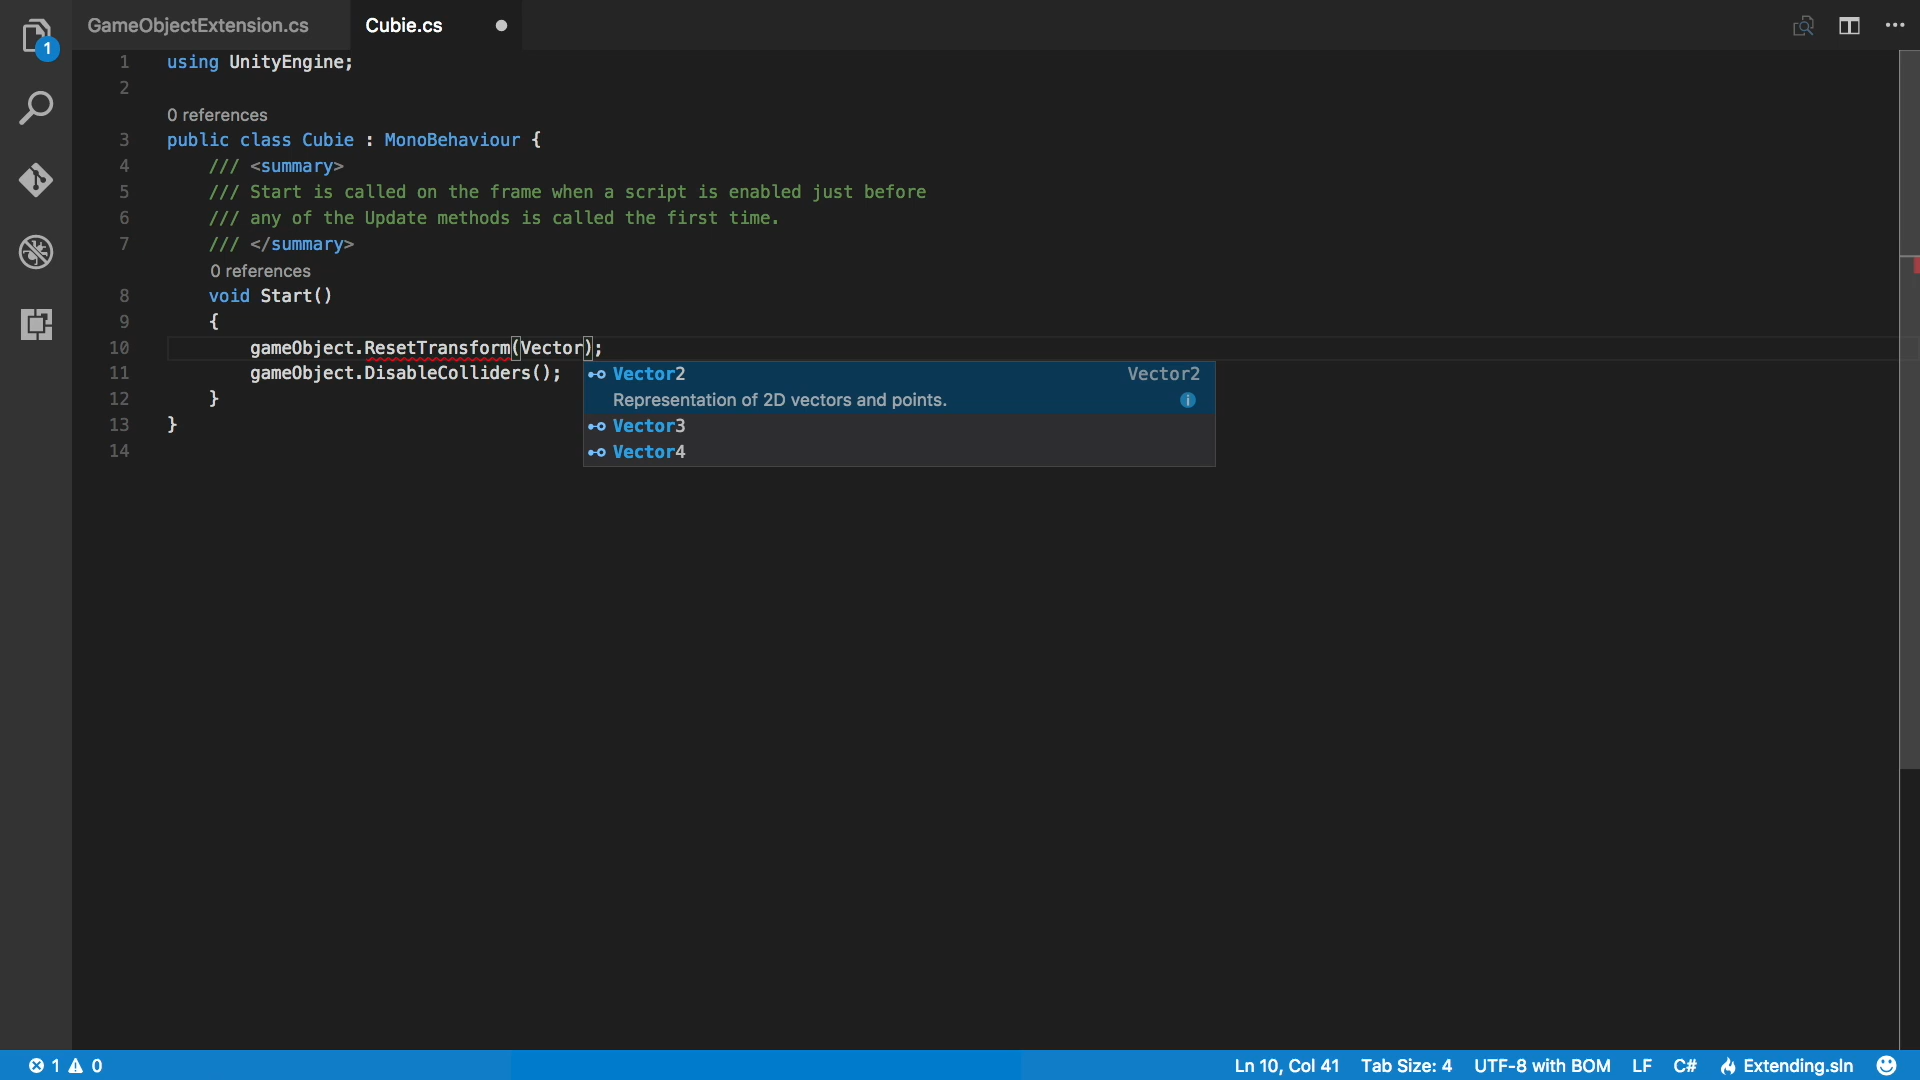 GameObjectExtension.cs Cubie.cs
1
1 using UnityEngine;
2
0 references
3 public class Cubie : MonoBehaviour {
4 /// <summary>
5 /// Start is called on the frame when a script is enabled just before
6 /// any of the Update methods is called the first time.
7 /// </summary>
0 references
8 void Start()
9 {
10 gameObject.ResetTransform(Vector);
11 gameObject.DisableColliders();
12 }
13 }
14
Vector2 Vector2
Representation of 2D vectors and points.
Vector3
Vector4
1 0 Ln 10, Col 41 Tab Size: 4 UTF-8 with BOM LF C# Extending.sln